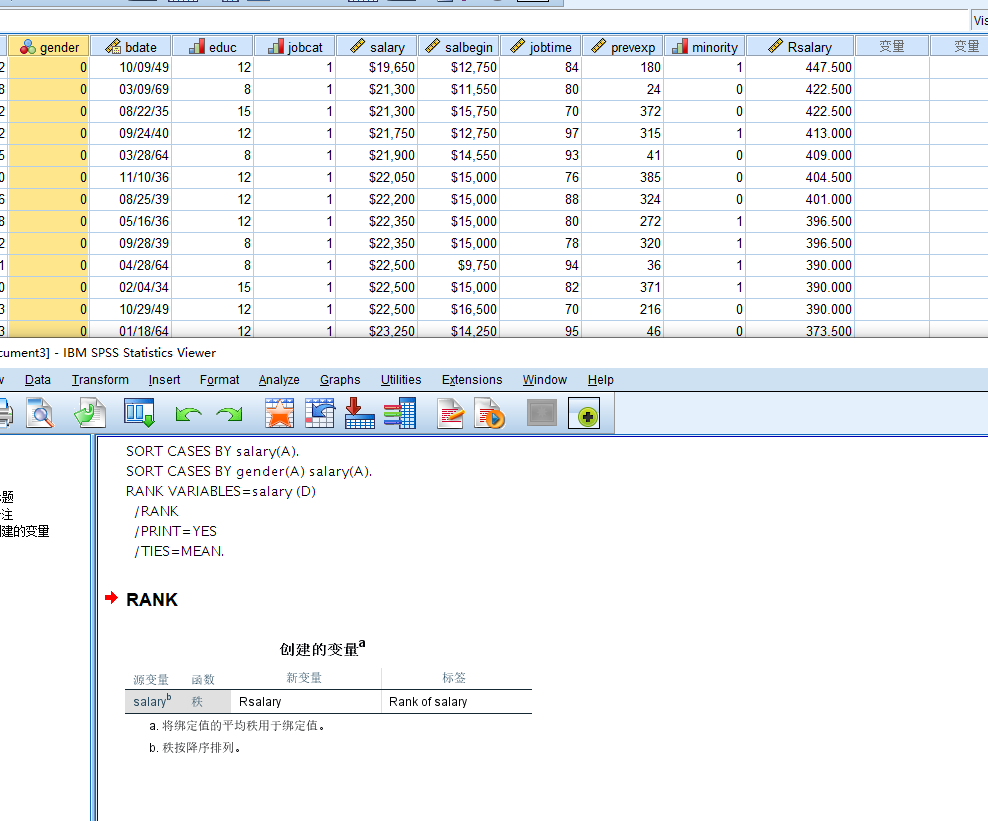 Vis
gender bdate educ jobcat salary salbegin jobtime prevexp minority Rsalary 变量 变量
2 0 10/09/49 12 1 $19,650 $12,750 84 180 1 447.500
8 0 03/09/69 8 1 $21,300 $11,550 80 24 0 422.500
2 0 08/22/35 15 1 $21,300 $15,750 70 372 0 422.500
2 0 09/24/40 12 1 $21,750 $12,750 97 315 1 413.000
5 0 03/28/64 8 1 $21,900 $14,550 93 41 0 409.000
0 0 11/10/36 12 1 $22,050 $15,000 76 385 0 404.500
6 0 08/25/39 12 1 $22,200 $15,000 88 324 0 401.000
8 0 05/16/36 12 1 $22,350 $15,000 80 272 1 396.500
2 0 09/28/39 8 1 $22,350 $15,000 78 320 1 396.500
1 0 04/28/64 8 1 $22,500 $9,750 94 36 1 390.000
0 0 02/04/34 15 1 $22,500 $15,000 82 371 1 390.000
3 0 10/29/49 12 1 $22,500 $16,500 70 216 0 390.000
3 0 01/18/64 12 1 $23,250 $14,250 95 46 0 373.500
cument3] - IBM SPSS Statistics Viewer
w Data Transform Insert Format Analyze Graphs Utilities Extensions Window Help
SORT CASES BY salary(A).
SORT CASES BY gender(A) salary(A).
RANK VARIABLES=salary (D)
/RANK
/PRINT=YES
/TIES=MEAN.
题
注
建的变量
RANK
创建的变量a
源变量 函数 新变量 标签
salaryb 秩 Rsalary Rank of salary
a. 将绑定值的平均秩用于绑定值。
b. 秩按降序排列。